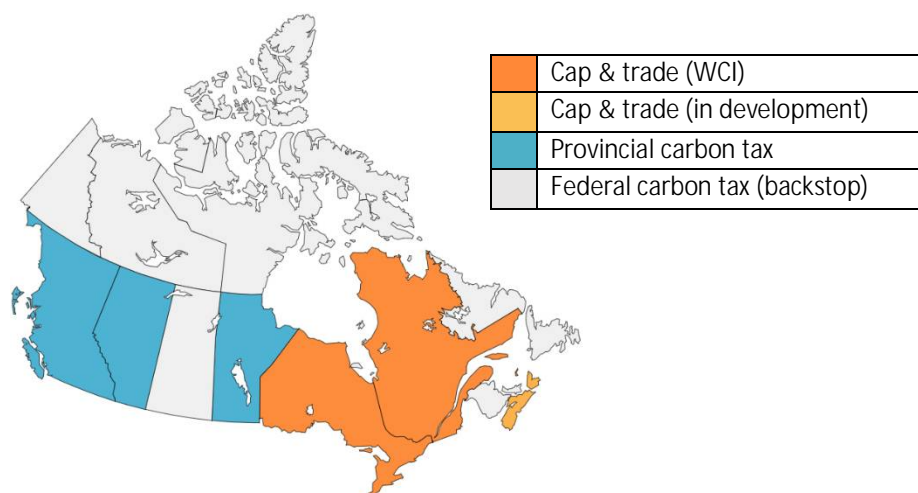 Cap & trade (WCI)
Cap & trade (in development)
Provincial carbon tax
Federal carbon tax (backstop)